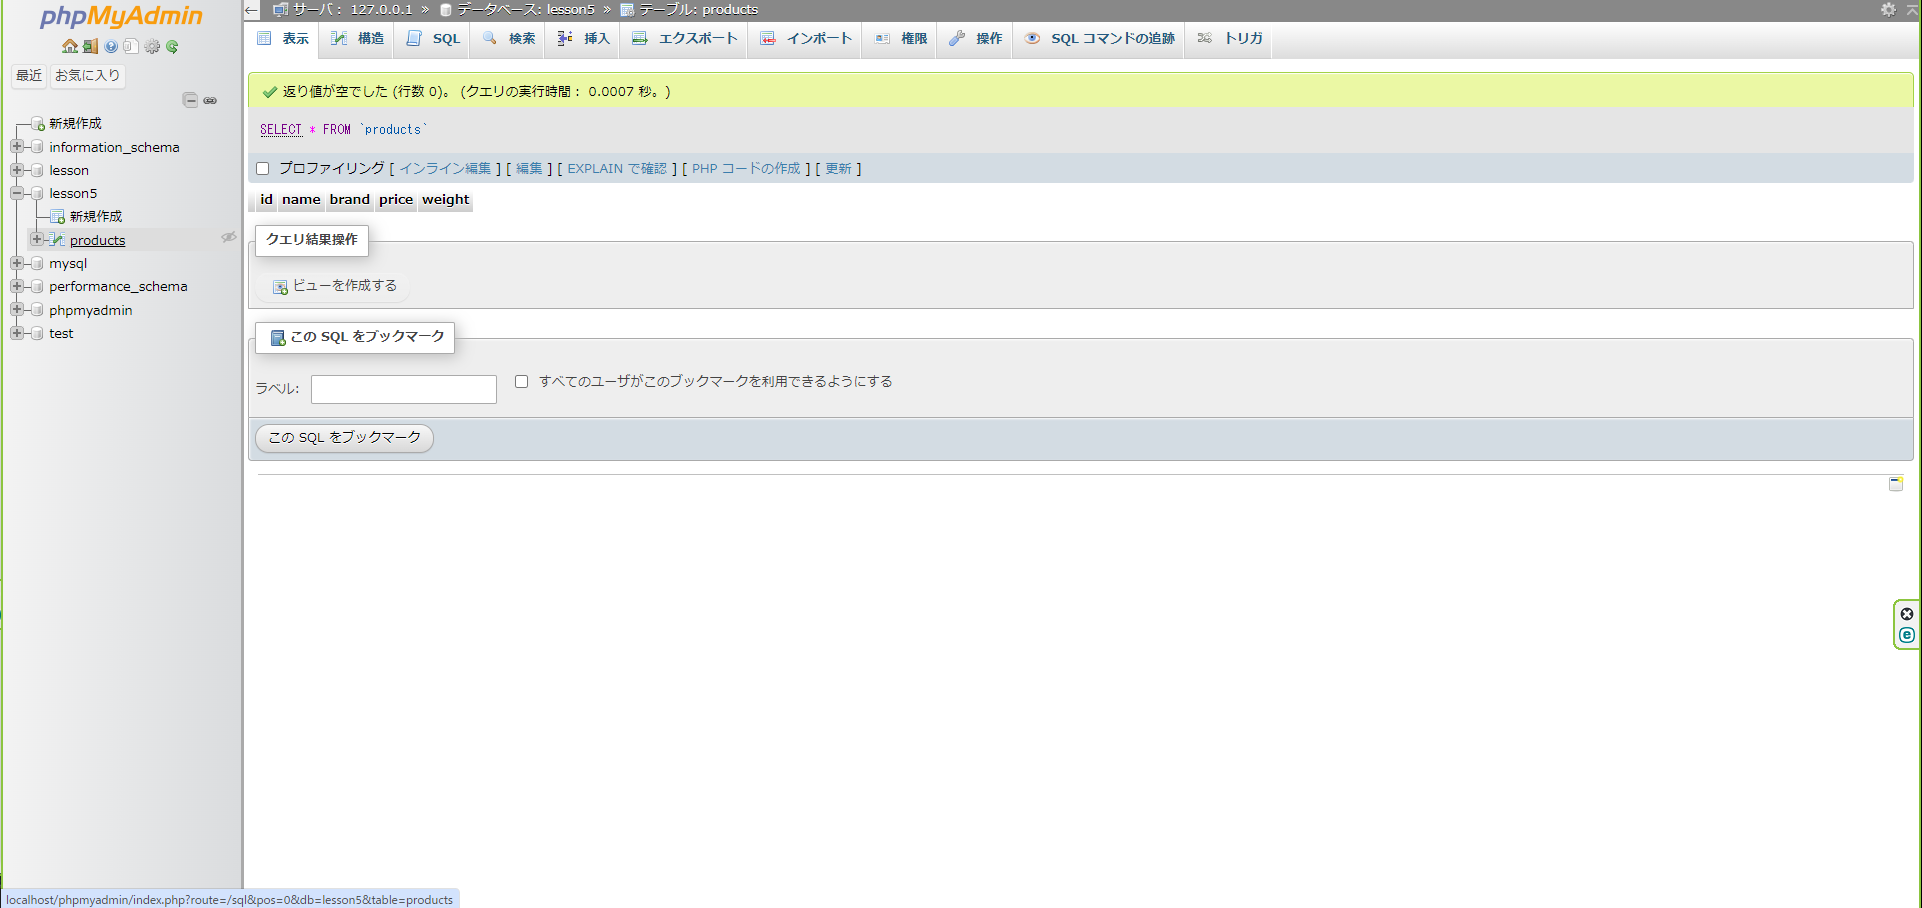 phpMyAdmin
最近 お気に入り
新規作成
information_schema
lesson
lesson5
新規作成
products
mysql
performance_schema
phpmyadmin
test
サーバ: 127.0.0.1 » データベース: lesson5 » テーブル: products
表示 構造 SQL 検索 挿入 エクスポート インポート 権限 操作 SQL コマンドの追跡 トリガ
返り値が空でした (行数 0)。 (クエリの実行時間: 0.0007 秒。)
SELECT * FROM `products`
プロファイリング [ インライン編集 ] [ 編集 ] [ EXPLAIN で確認 ] [ PHP コードの作成 ] [ 更新 ]
id name brand price weight
クエリ結果操作
ビューを作成する
この SQL をブックマーク
ラベル: すべてのユーザがこのブックマークを利用できるようにする
この SQL をブックマーク
localhost/phpmyadmin/index.php?route=/sql&pos=0&db=lesson5&table=products